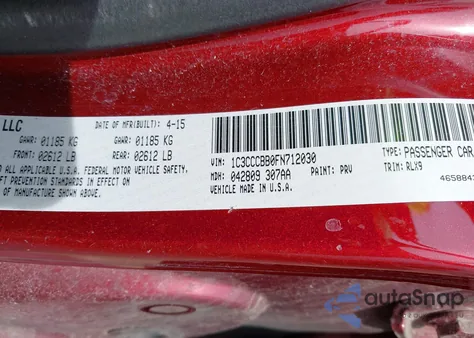 LLC
DATE OF MFR(BUILT): 4-15
GAWR: 01185 KG GAWR: 01185 KG
FRONT: 02612 LB REAR: 02612 LB
ALL APPLICABLE U.S.A. FEDERAL MOTOR VEHICLE SAFETY,
PREVENTION STANDARDS IN EFFECT
OF MANUFACTURE SHOWN ABOVE.
VIN: 1C3CCCBB0FN712030
MDH: 042809 307AA PAINT: PRV
VEHICLE MADE IN U.S.A.
TYPE: PASSENGER CAR
TRIM: RLX9
autoSnap